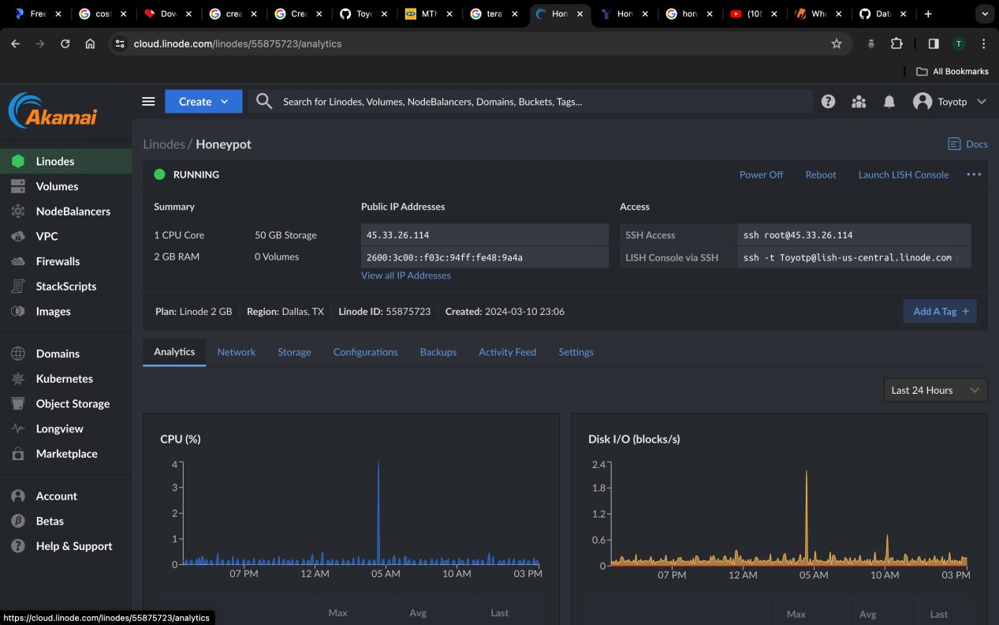 Free
cost
Dow
crea
Crea
Toyo
MTN
tera
Hon
Hon
hon
(105
Who
Data
cloud.linode.com/linodes/55875723/analytics
T
All Bookmarks
Akamai
Create
Search for Linodes, Volumes, NodeBalancers, Domains, Buckets, Tags...
Toyotp
Linodes
Volumes
NodeBalancers
VPC
Firewalls
StackScripts
Images
Domains
Kubernetes
Object Storage
Longview
Marketplace
Account
Betas
Help & Support
Linodes / Honeypot
Docs
RUNNING
Power Off
Reboot
Launch LISH Console
Summary
1 CPU Core
50 GB Storage
2 GB RAM
0 Volumes
Public IP Addresses
45.33.26.114
2600:3c00::f03c:94ff:fe48:9a4a
View all IP Addresses
Access
SSH Access
ssh root@45.33.26.114
LISH Console via SSH
ssh -t Toyotp@lish-us-central.linode.com
Plan: Linode 2 GB
Region: Dallas, TX
Linode ID: 55875723
Created: 2024-03-10 23:06
Add A Tag +
Analytics
Network
Storage
Configurations
Backups
Activity Feed
Settings
Last 24 Hours
CPU (%)
4
3
2
1
0
07 PM
12 AM
05 AM
10 AM
03 PM
Max
Avg
Last
Disk I/O (blocks/s)
2.4
1.8
1.2
0.6
0
07 PM
12 AM
05 AM
10 AM
03 PM
Max
Avg
Last
https://cloud.linode.com/linodes/55875723/analytics